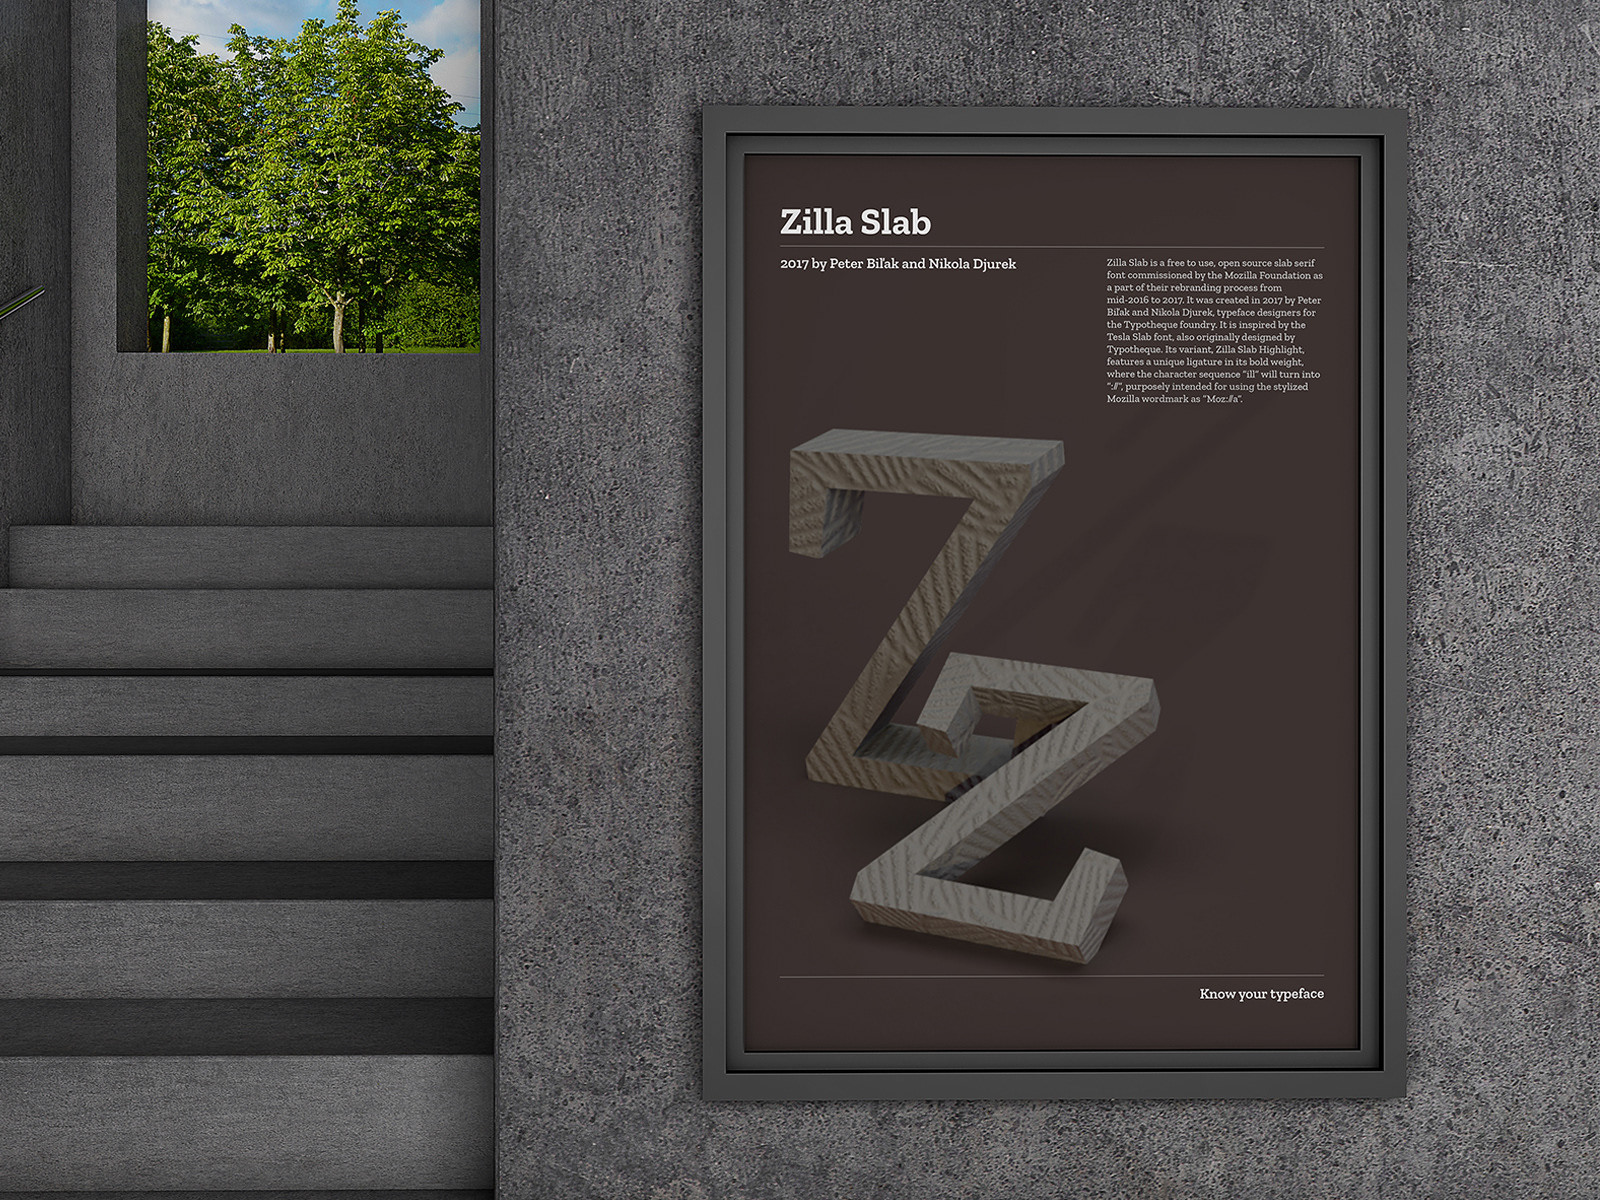 Zilla Slab
2017 by Peter Biľak and Nikola Djurek
Zilla Slab is a free to use, open source slab serif
font commissioned by the Mozilla Foundation as
a part of their rebranding process from
mid-2016 to 2017. It was created in 2017 by Peter
Biľak and Nikola Djurek, typeface designers for
the Typotheque foundry. It is inspired by the
Tesla Slab font, also originally designed by
Typotheque. Its variant, Zilla Slab Highlight,
features a unique ligature in its bold weight,
where the character sequence "ill" will turn into
"://", purposely intended for using the stylized
Mozilla wordmark as "Moz://a".
Z
Z
Know your typeface